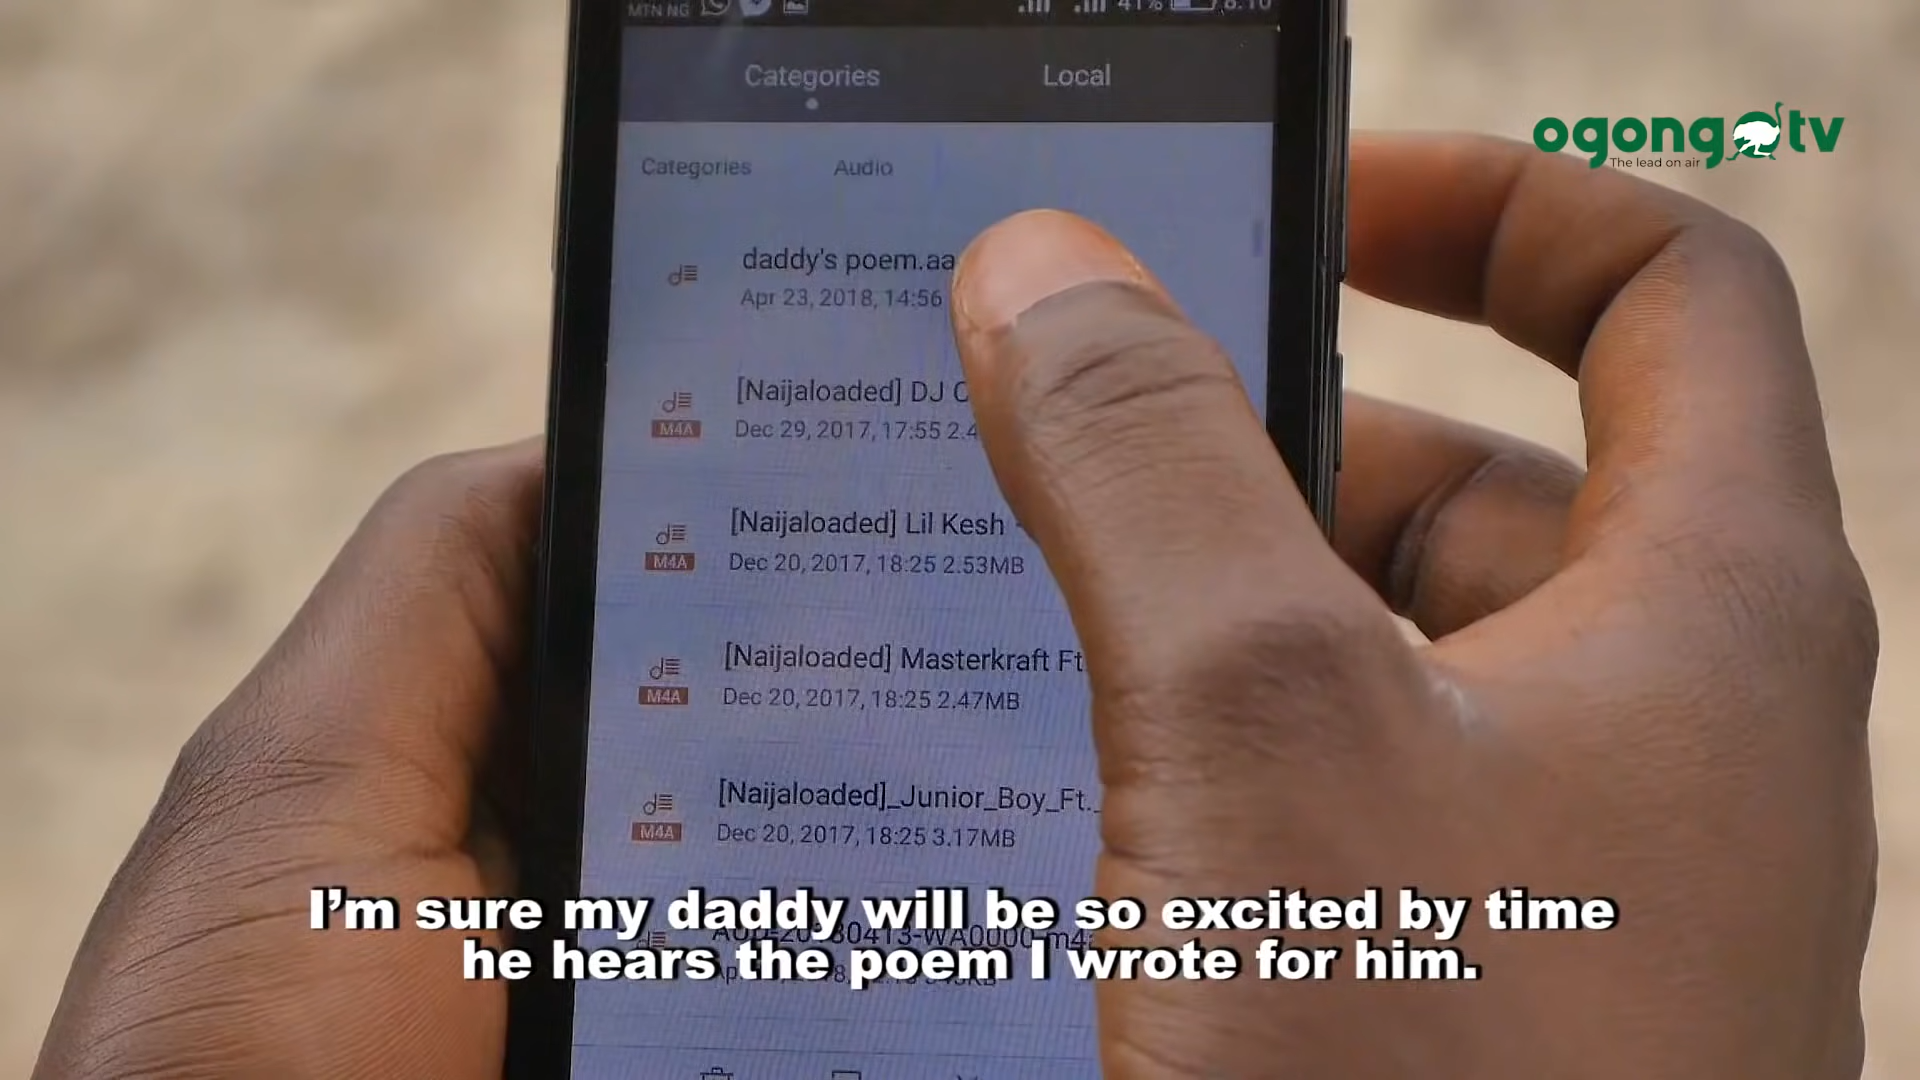 MTN NG
41% 8:10
Categories Local
Categories Audio
daddy's poem.aa
Apr 23, 2018, 14:56
[Naijaloaded] DJ
Dec 29, 2017, 17:55 2.4
M4A
[Naijaloaded] Lil Kesh -
Dec 20, 2017, 18:25 2.53MB
M4A
[Naijaloaded] Masterkraft Ft.
Dec 20, 2017, 18:25 2.47MB
M4A
[Naijaloaded]_Junior_Boy_Ft._
Dec 20, 2017, 18:25 3.17MB
M4A
ogongo tv
The lead on air
I'm sure my daddy will be so excited by time
he hears the poem I wrote for him.